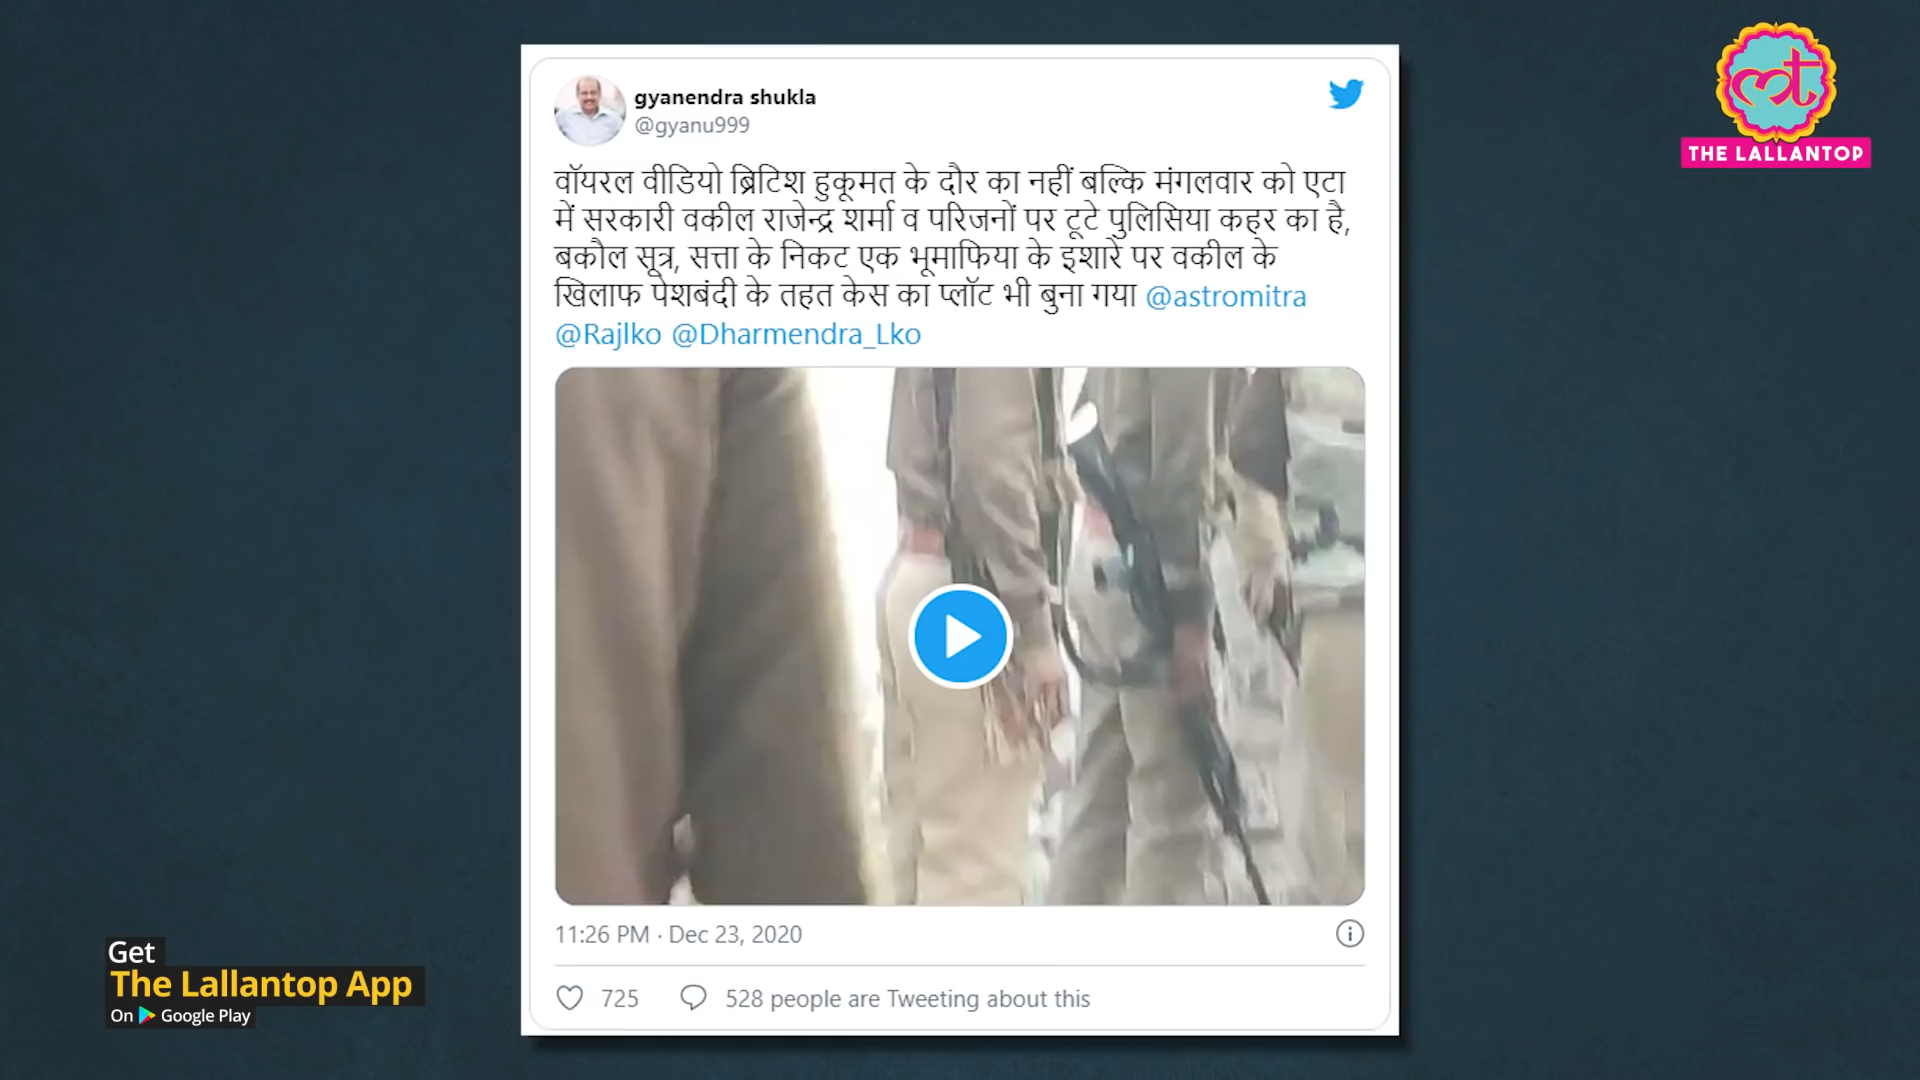 gyanendra shukla
@gyanu999
वॉयरल वीडियो ब्रिटिश हुकूमत के दौर का नहीं बल्कि मंगलवार को एटा
में सरकारी वकील राजेन्द्र शर्मा व परिजनों पर टूटे पुलिसिया कहर का है,
बकौल सूत्र, सत्ता के निकट एक भूमाफिया के इशारे पर वकील के
खिलाफ पेशबंदी के तहत केस का प्लॉट भी बुना गया @astromitra
@Rajlko @Dharmendra_Lko
11:26 PM · Dec 23, 2020
725 528 people are Tweeting about this
THE LALLANTOP
Get
The Lallantop App
On Google Play